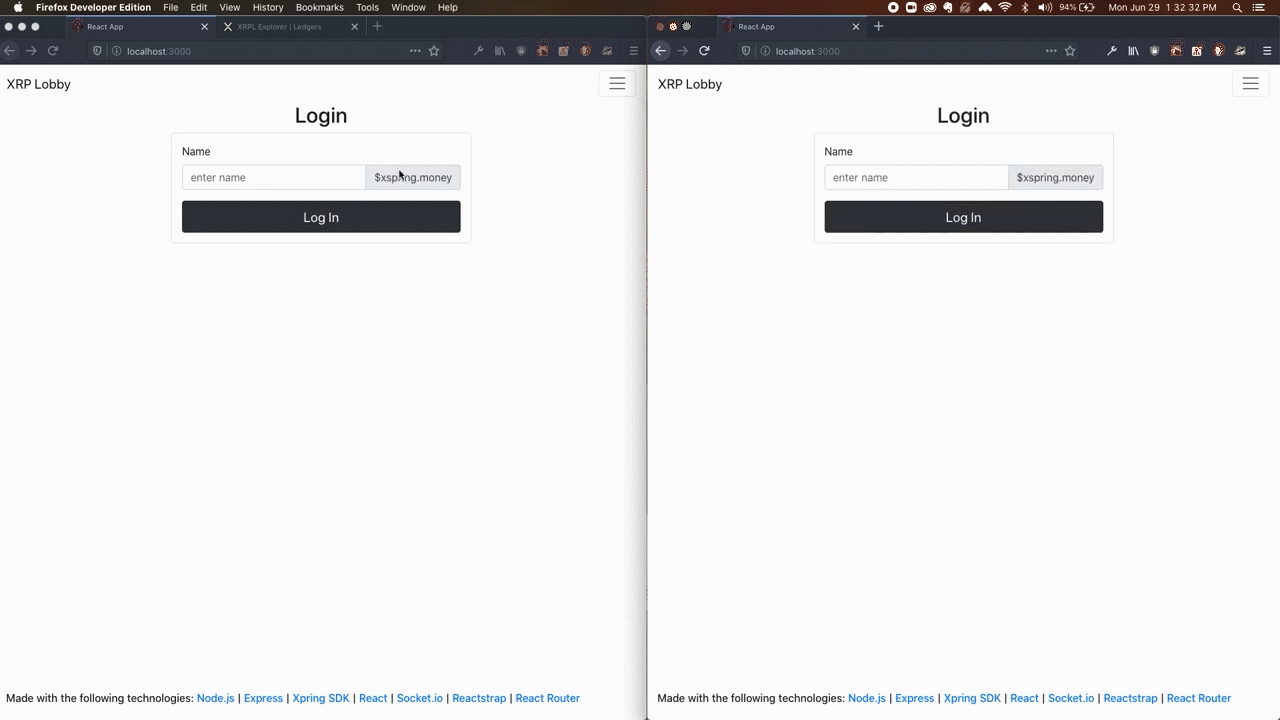 Firefox Developer Edition File Edit View History Bookmarks Tools Window Help 94% Mon Jun 29 1:32:33 PM
React App XRPL Explorer | Ledgers
localhost:3000
XRP Lobby
Login
Name
enter name $xspring.money
Log In
Made with the following technologies: Node.js | Express | Xpring SDK | React | Socket.io | Reactstrap | React Router
React App
localhost:3000
XRP Lobby
Login
Name
enter name $xspring.money
Log In
Made with the following technologies: Node.js | Express | Xpring SDK | React | Socket.io | Reactstrap | React Router